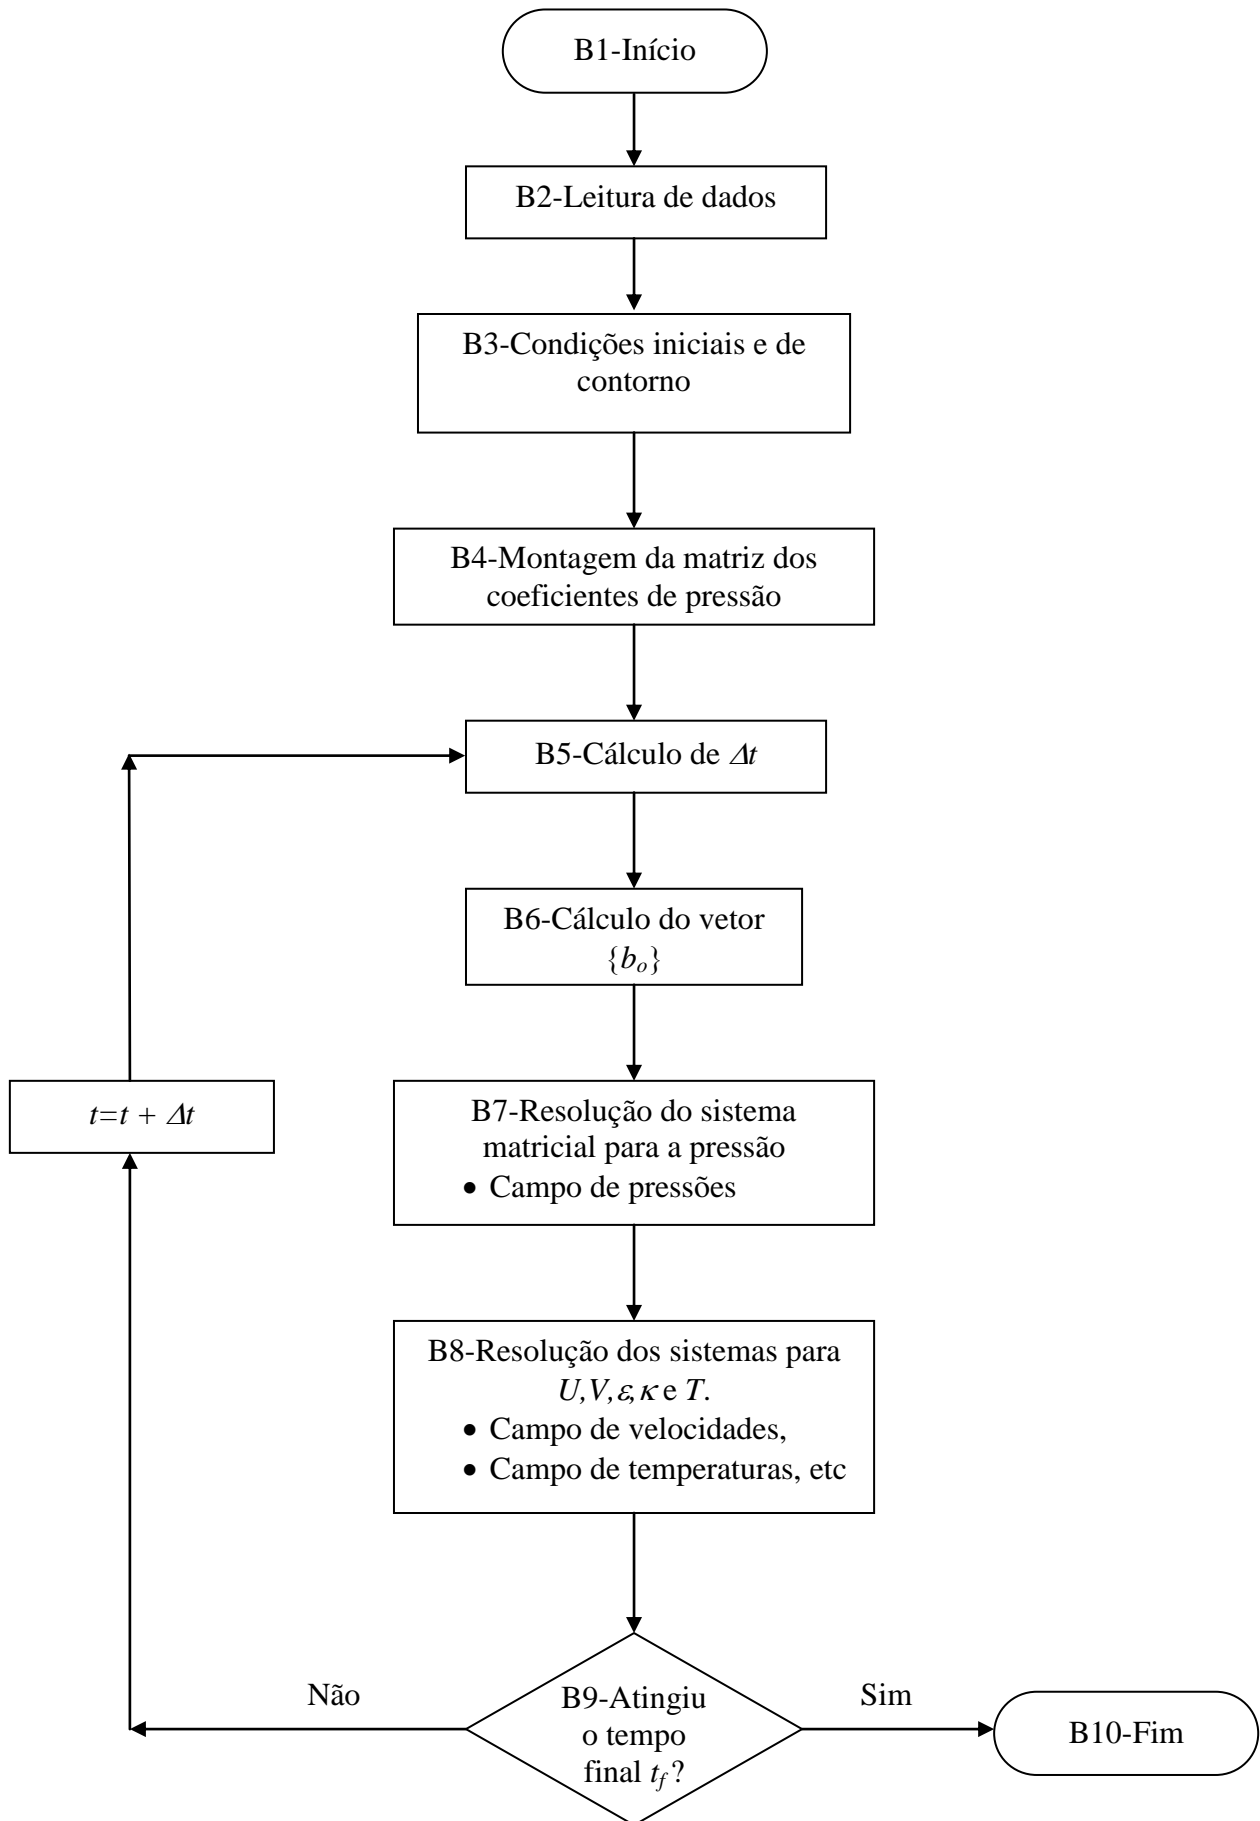 B1-Início
B2-Leitura de dados
B3-Condições iniciais e de
contorno
B4-Montagem da matriz dos
coeficientes de pressão
B5-Cálculo de Δt
B6-Cálculo do vetor
{bₒ}
t=t + Δt
B7-Resolução do sistema
matricial para a pressão
• Campo de pressões
B8-Resolução dos sistemas para
U,V,ε,κ e T.
• Campo de velocidades,
• Campo de temperaturas, etc
Não
B9-Atingiu
o tempo
final t_f?
Sim
B10-Fim